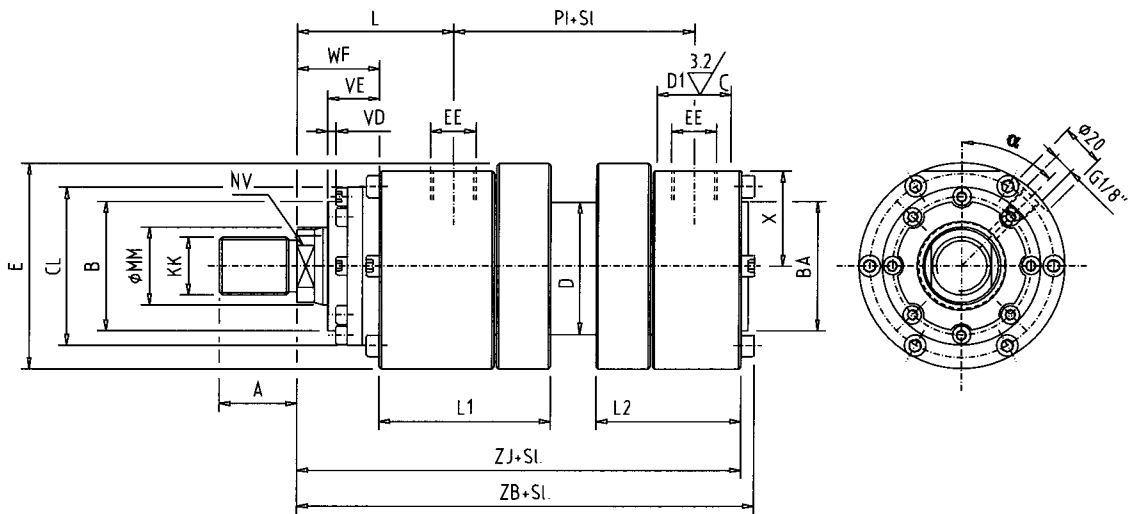 L
PI+SI
WF
3.2
D1
C
VE
VD
EE
EE
NV
E
CL
B
ΦMM
KK
D
X
BA
A
L1
L2
ZJ+SI.
ZB+SI.
α
Ø20
G1/8"